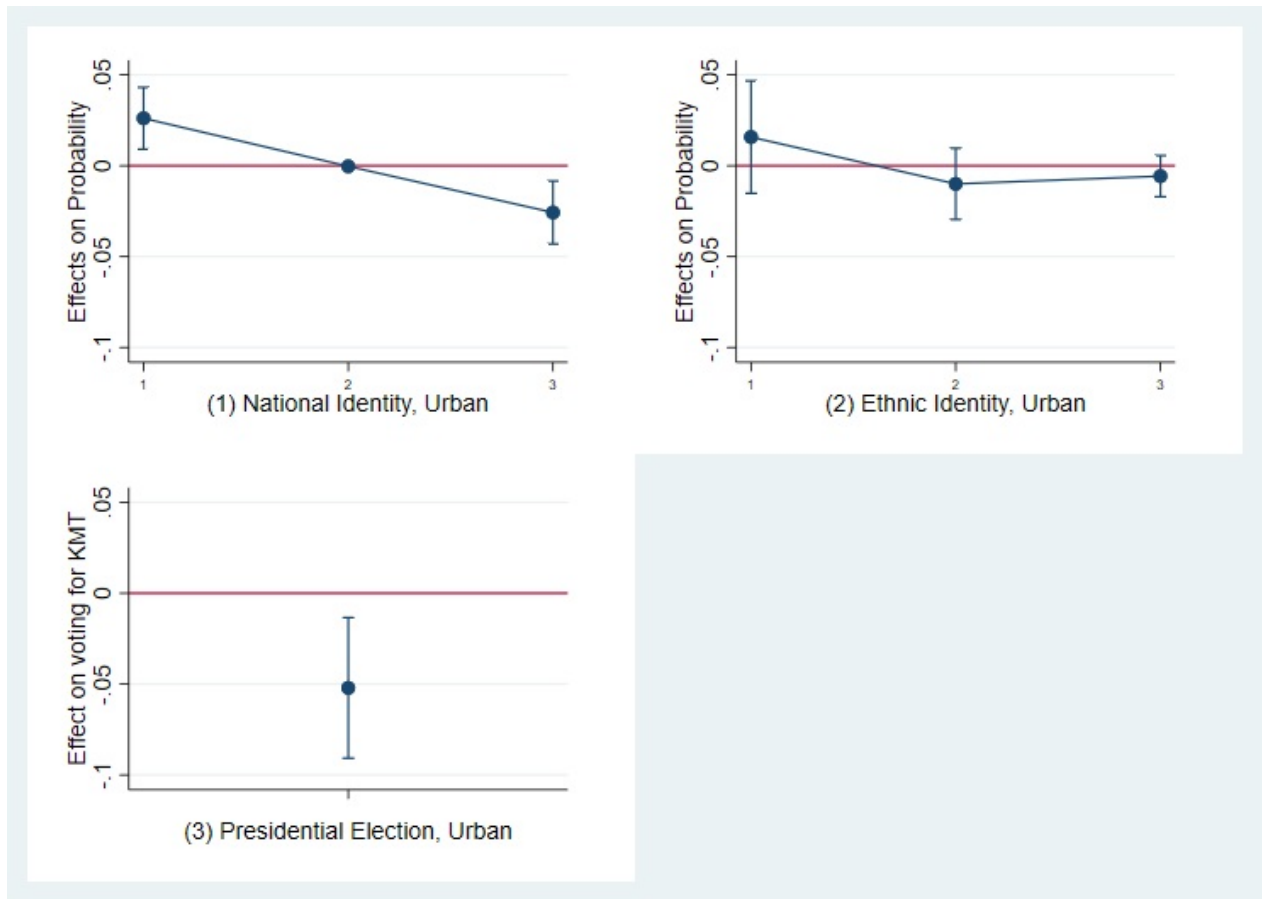 Effects on Probability
.05
0
-.05
-.1
1 2 3
(1) National Identity, Urban
Effects on Probability
.05
0
-.05
-.1
1 2 3
(2) Ethnic Identity, Urban
Effect on voting for KMT
.05
0
-.05
-.1
(3) Presidential Election, Urban